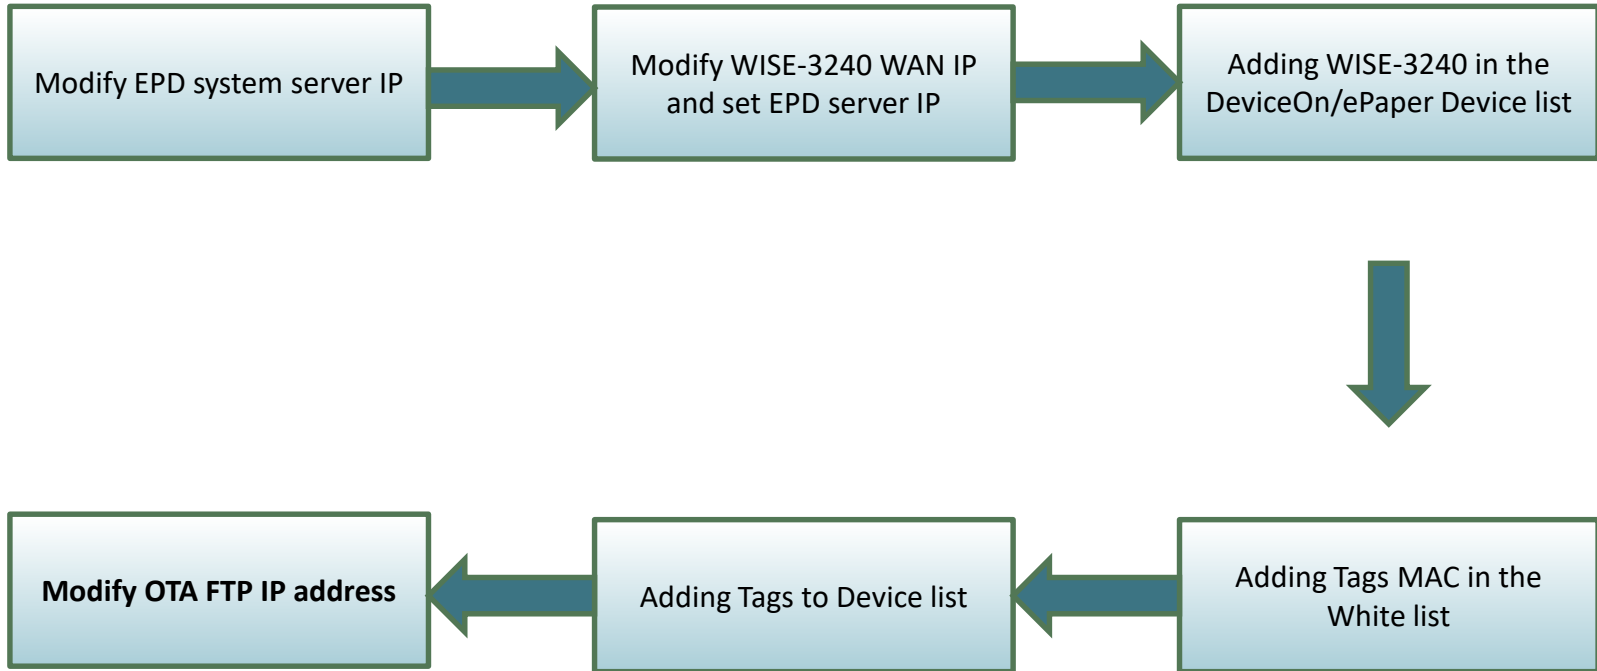 Modify EPD system server IP
Modify WISE-3240 WAN IP
and set EPD server IP
Adding WISE-3240 in the
DeviceOn/ePaper Device list
Adding Tags MAC in the
White list
Adding Tags to Device list
Modify OTA FTP IP address